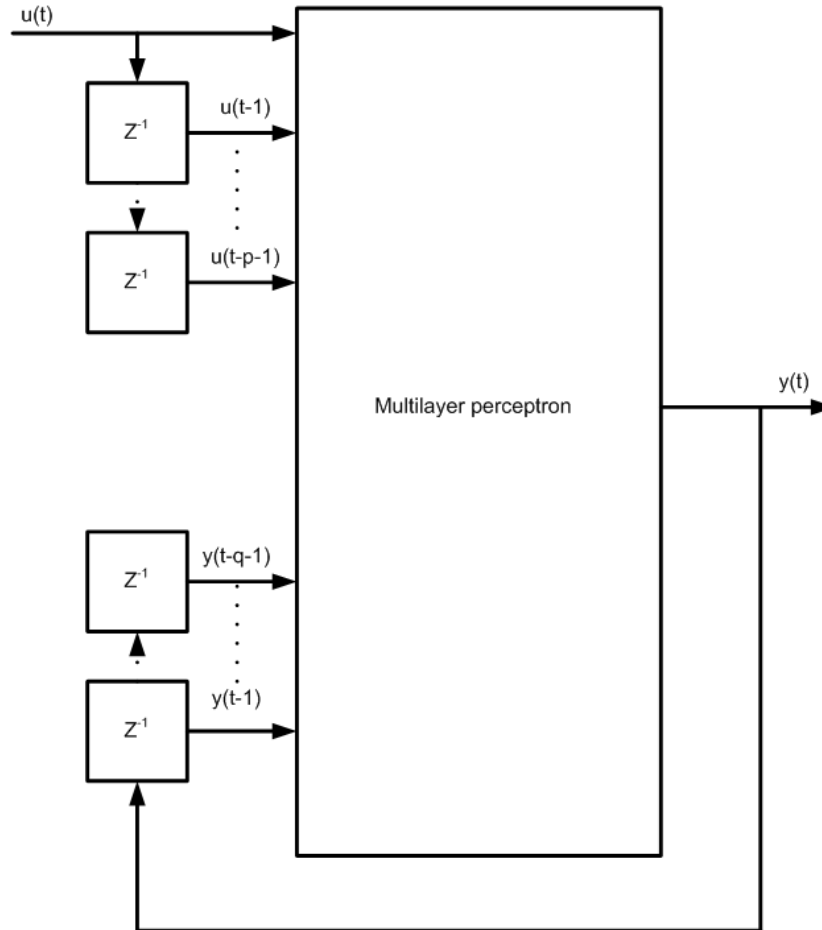 u(t)
Z⁻¹
u(t-1)
Z⁻¹
u(t-p-1)
Multilayer perceptron
y(t)
Z⁻¹
y(t-q-1)
Z⁻¹
y(t-1)